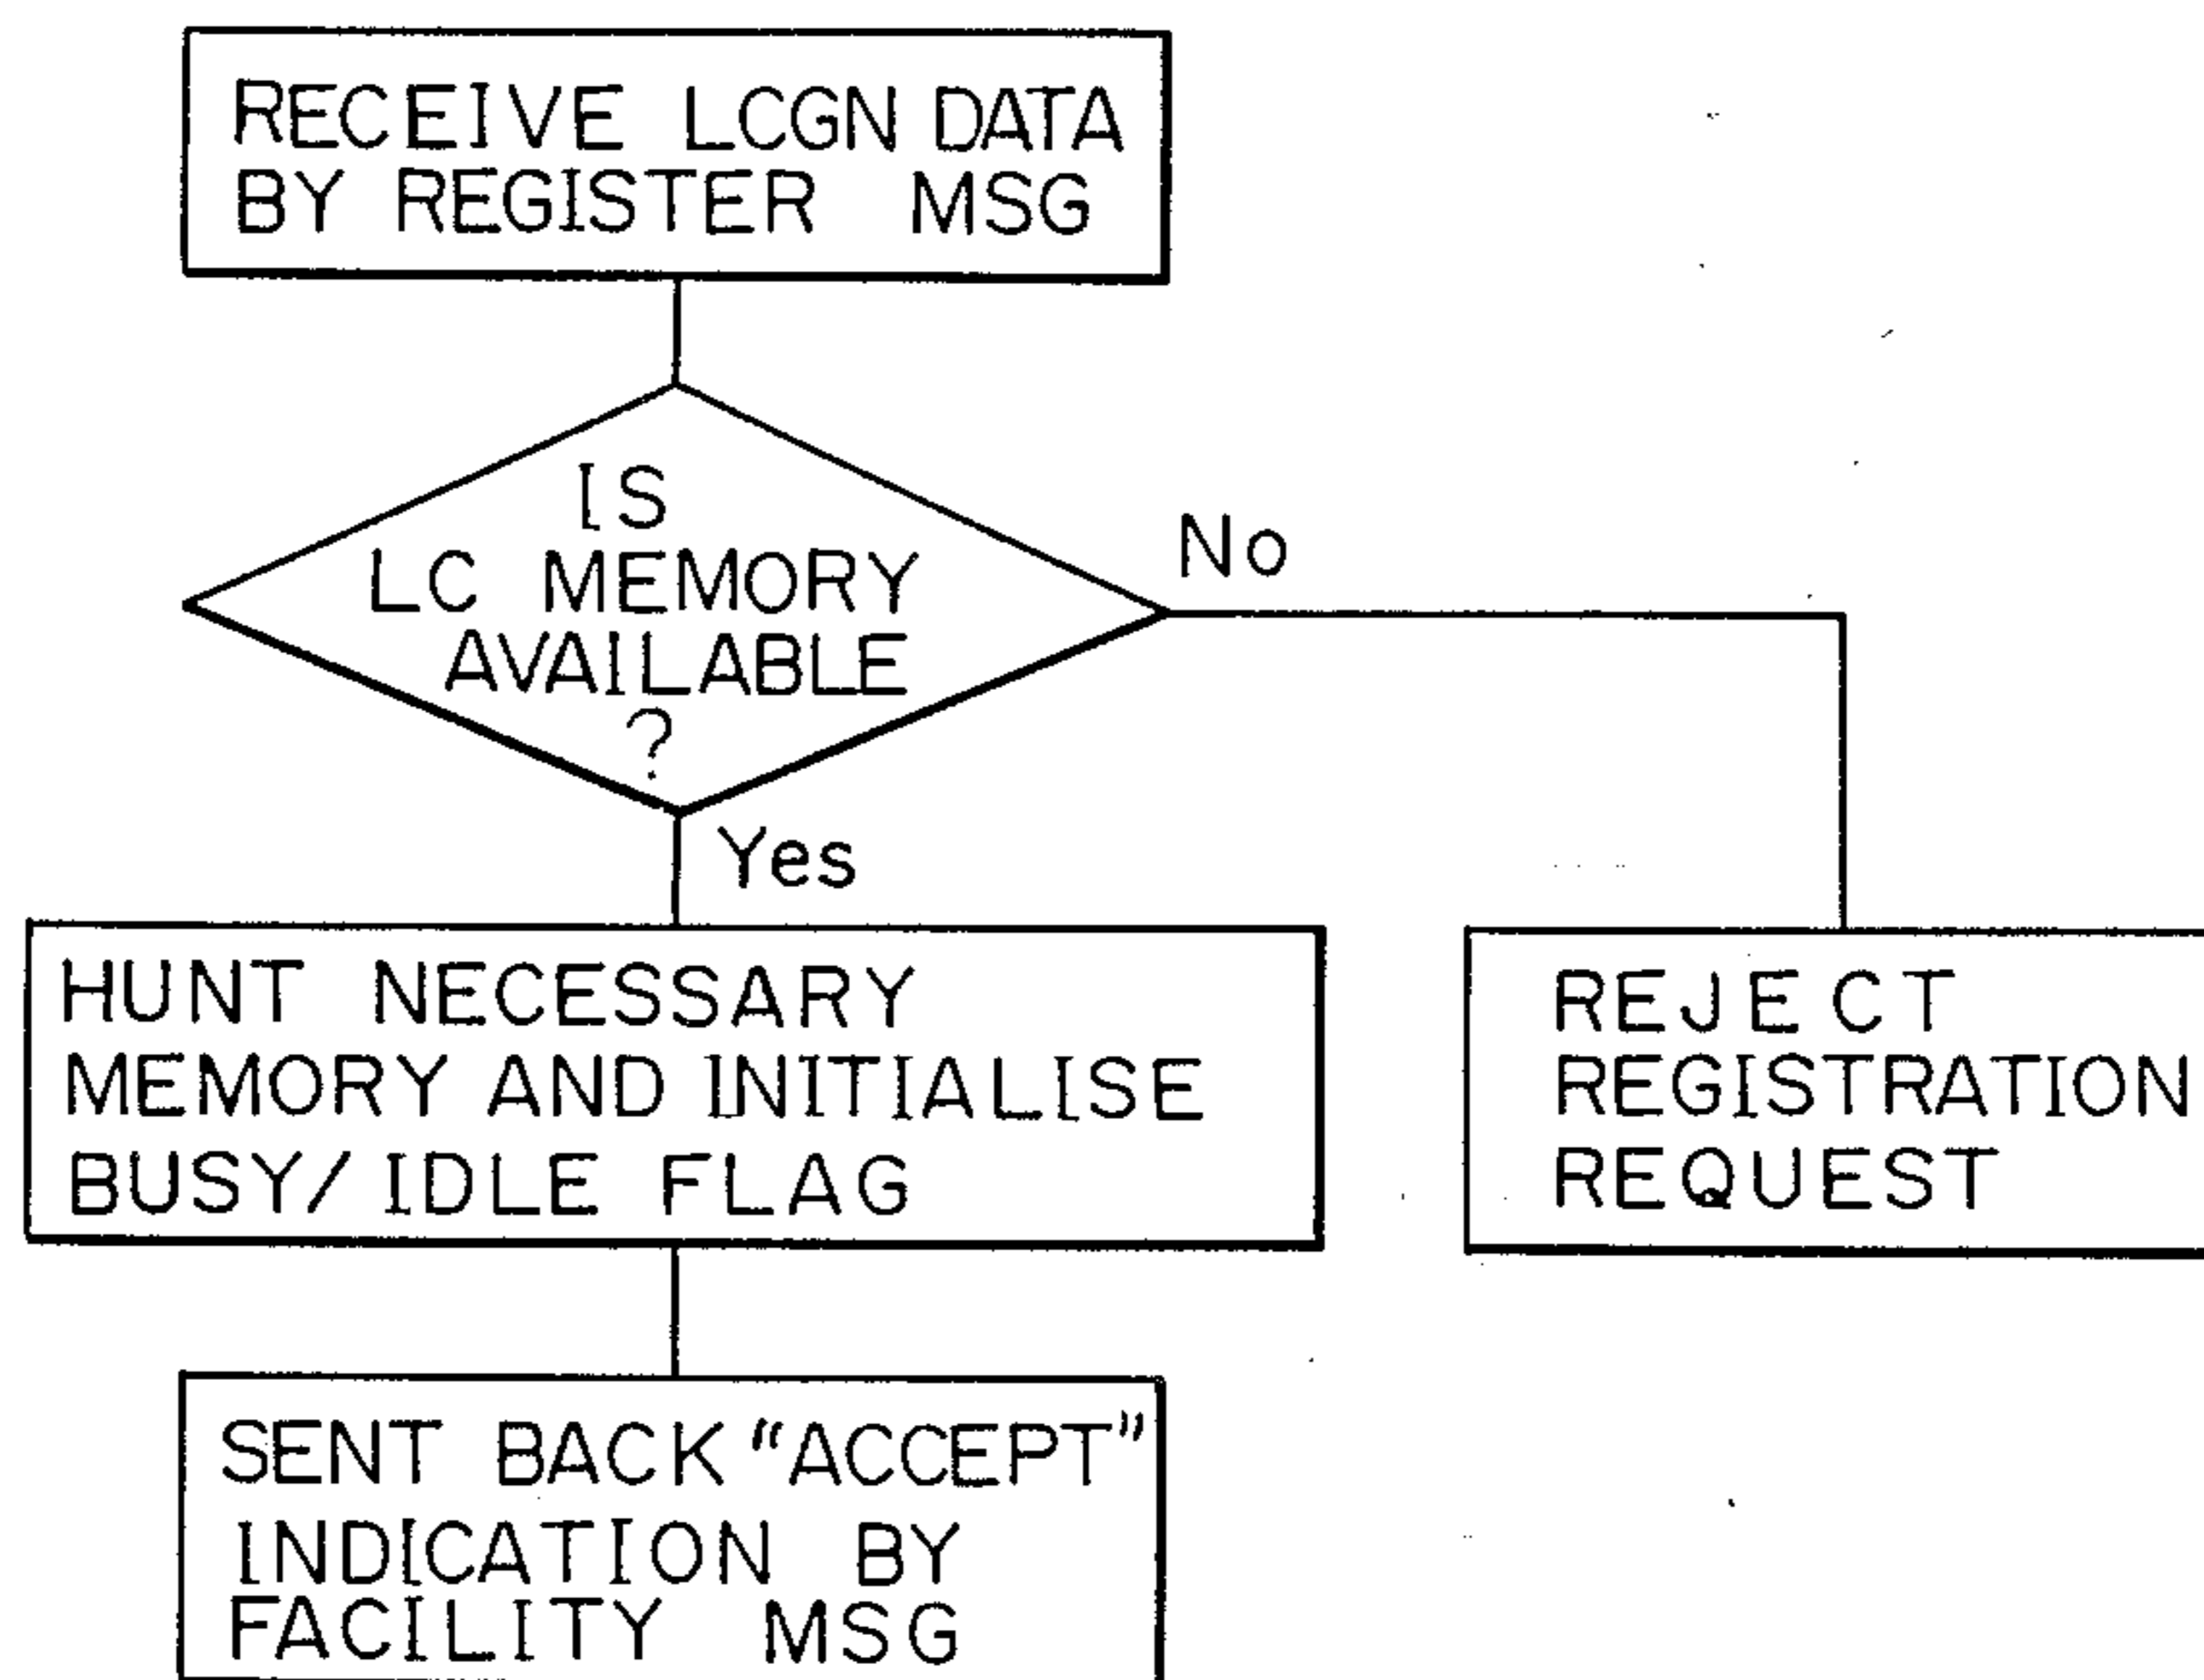 RECEIVE LCGN DATA
BY REGISTER MSG
IS
LC MEMORY
AVAILABLE
?
No
Yes
HUNT NECESSARY
MEMORY AND INITIALISE
BUSY/IDLE FLAG
REJECT
REGISTRATION
REQUEST
SENT BACK "ACCEPT"
INDICATION BY
FACILITY MSG